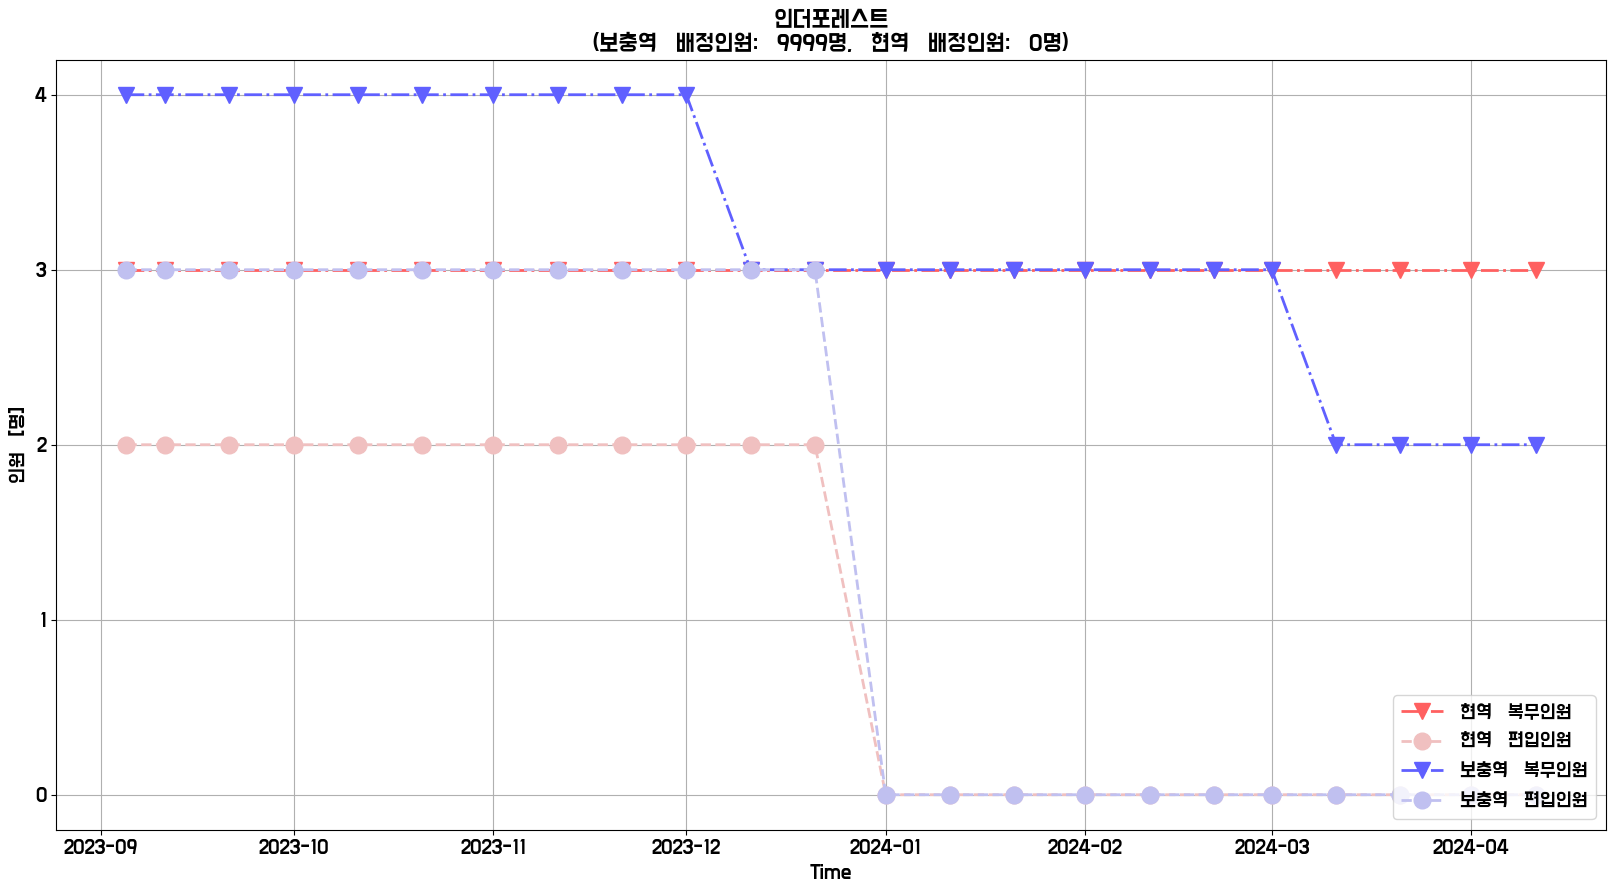 인더포레스트
(보충역 배정인원: 9999명, 현역 배정인원: 0명)
4
3
2
1
0
인원 [명]
2023-09
2023-10
2023-11
2023-12
2024-01
2024-02
2024-03
2024-04
Time
현역 복무인원
현역 편입인원
보충역 복무인원
보충역 편입인원